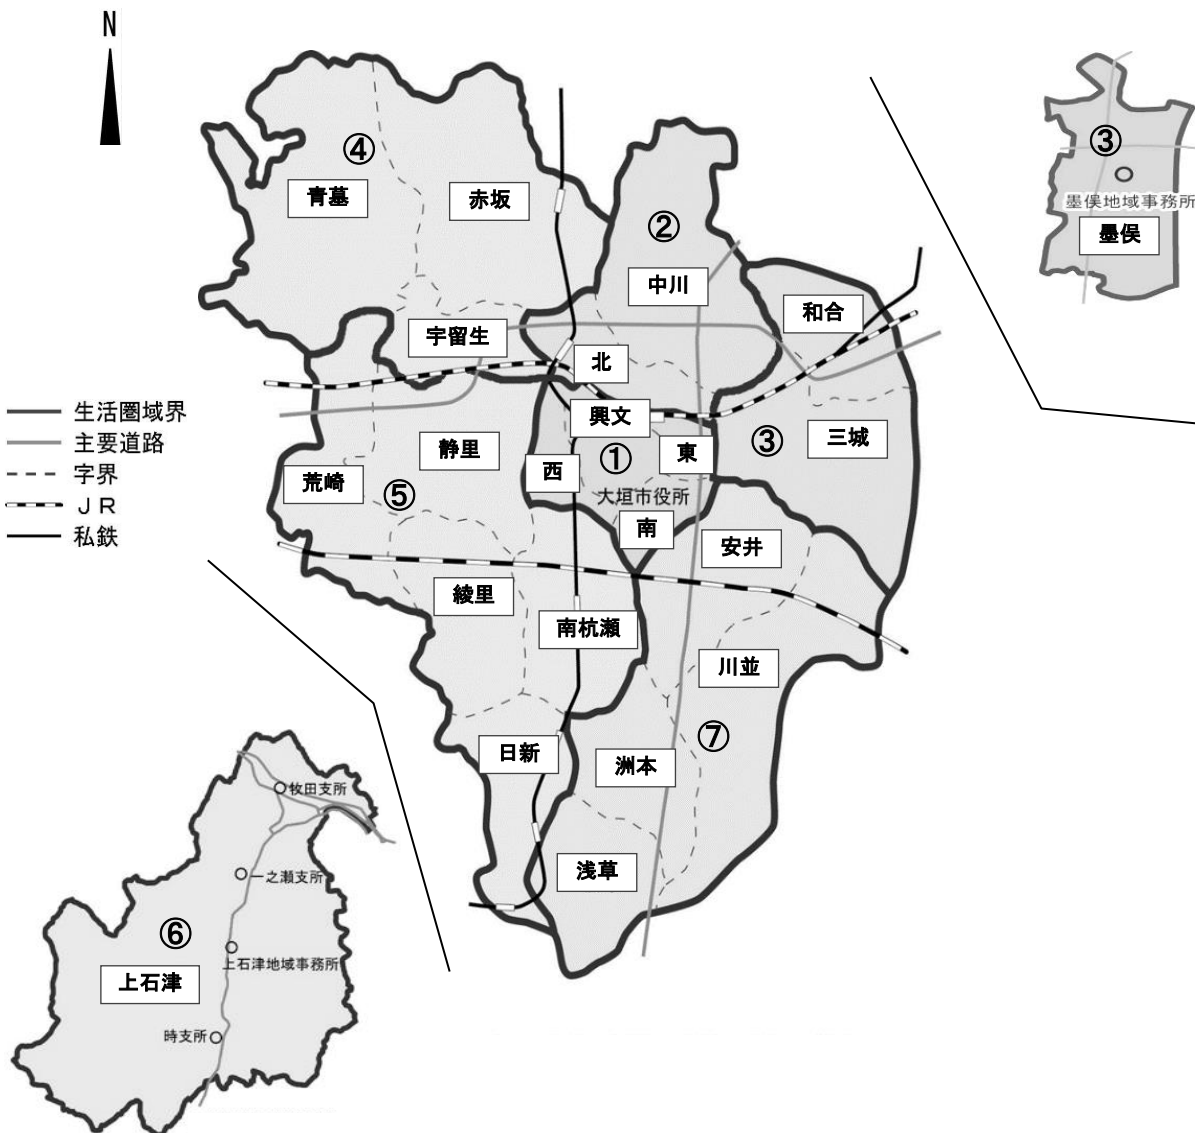 N
③
墨俣地域事務所
墨俣
④
青墓
赤坂
②
中川
和合
宇留生
北
生活圏域界
主要道路
字界
JR
私鉄
興文
静里
西
①
東
③
三城
荒崎
⑤
大垣市役所
南
安井
綾里
南杭瀬
川並
⑦
日新
洲本
浅草
牧田支所
一之瀬支所
⑥
上石津地域事務所
上石津
時支所